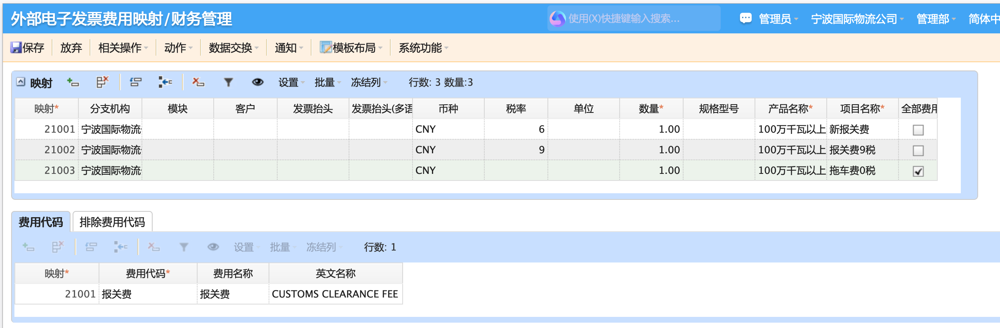 外部电子发票费用映射/财务管理
使用(X)快捷键输入搜索...
管理员 宁波国际物流公司 管理部 简体中
保存 放弃 相关操作 动作 数据交换 通知 模板布局 系统功能
映射 设置 批量 冻结列 行数: 3 数量:3
映射* 分支机构 模块 客户 发票抬头 发票抬头(多语 币种 税率 单位 数量* 规格型号 产品名称* 项目名称* 全部费用
21001 宁波国际物流 CNY 6 1.00 100万千瓦以上 新报关费
21002 宁波国际物流 CNY 9 1.00 100万千瓦以上 报关费9税
21003 宁波国际物流 CNY 1.00 100万千瓦以上 拖车费0税
费用代码 排除费用代码
设置 批量 冻结列 行数: 1
映射* 费用代码* 费用名称 英文名称
21001 报关费 报关费 CUSTOMS CLEARANCE FEE